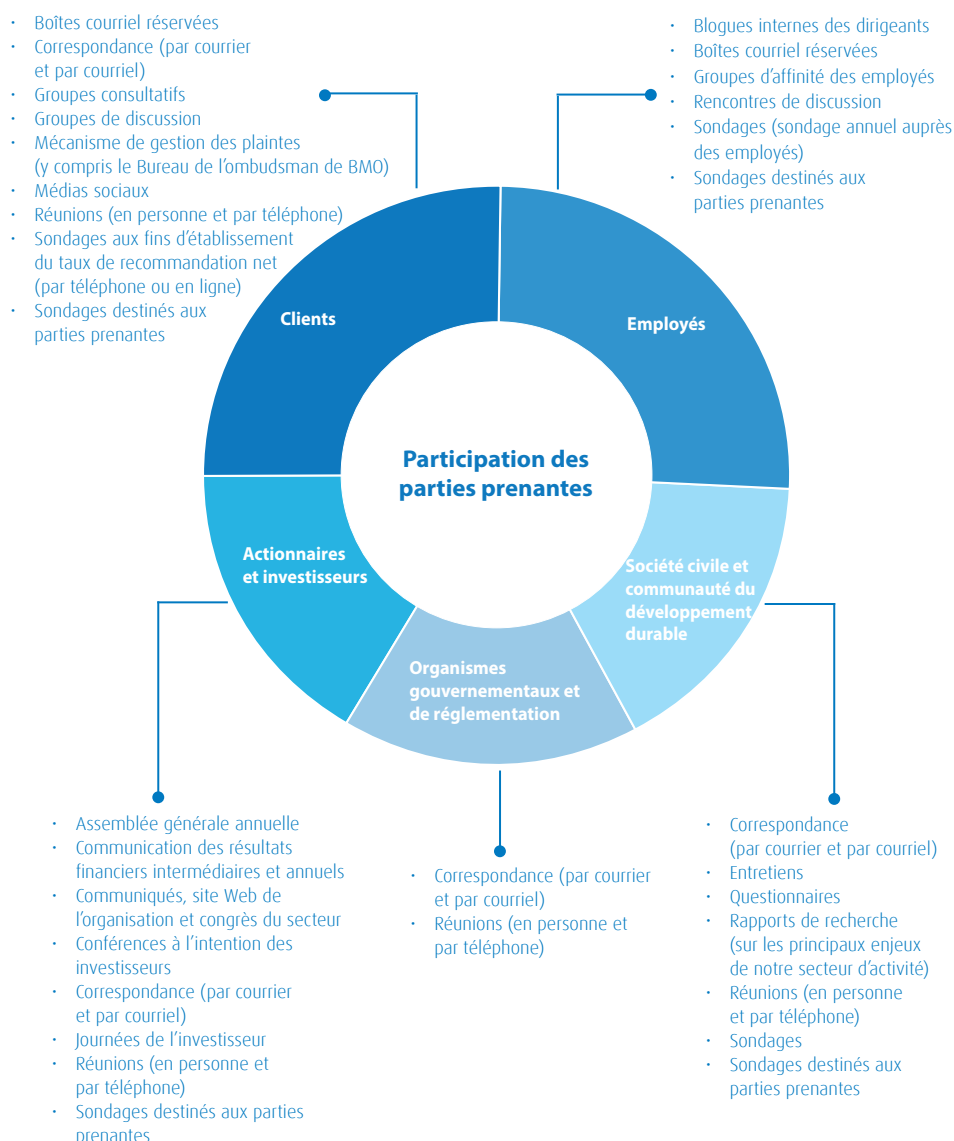 · Boîtes courriel réservées
· Correspondance (par courrier
et par courriel)
· Groupes consultatifs
· Groupes de discussion
· Mécanisme de gestion des plaintes
(y compris le Bureau de l’ombudsman de BMO)
· Médias sociaux
· Réunions (en personne et par téléphone)
· Sondages aux fins d’établissement
du taux de recommandation net
(par téléphone ou en ligne)
· Sondages destinés aux
parties prenantes
· Blogues internes des dirigeants
· Boîtes courriel réservées
· Groupes d’affinité des employés
· Rencontres de discussion
· Sondages (sondage annuel auprès
des employés)
· Sondages destinés aux
parties prenantes
Clients
Employés
Participation des
parties prenantes
Actionnaires
et investisseurs
Société civile et
communauté du
développement
durable
Organismes
gouvernementaux et
de réglementation
· Assemblée générale annuelle
· Communication des résultats
financiers intermédiaires et annuels
· Communiqués, site Web de
l’organisation et congrès du secteur
· Conférences à l’intention des
investisseurs
· Correspondance (par courrier
et par courriel)
· Journées de l’investisseur
· Réunions (en personne et
par téléphone)
· Sondages destinés aux parties
prenantes
· Correspondance (par courrier
et par courriel)
· Réunions (en personne et
par téléphone)
· Correspondance
(par courrier et par courriel)
· Entretiens
· Questionnaires
· Rapports de recherche
(sur les principaux enjeux
de notre secteur d’activité)
· Réunions (en personne
et par téléphone)
· Sondages
· Sondages destinés aux
parties prenantes